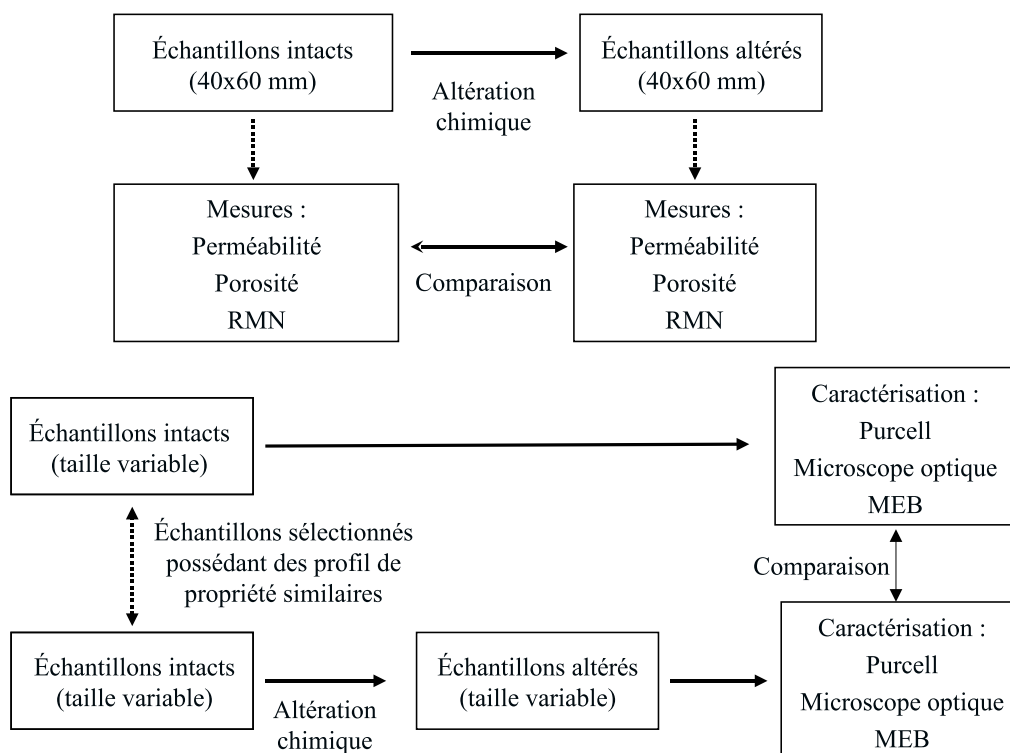 Échantillons intacts
(40x60 mm)
Altération
chimique
Échantillons altérés
(40x60 mm)
Mesures :
Perméabilité
Porosité
RMN
Comparaison
Mesures :
Perméabilité
Porosité
RMN
Échantillons intacts
(taille variable)
Caractérisation :
Purcell
Microscope optique
MEB
Échantillons sélectionnés
possédant des profil de
propriété similaires
Comparaison
Échantillons intacts
(taille variable)
Altération
chimique
Échantillons altérés
(taille variable)
Caractérisation :
Purcell
Microscope optique
MEB